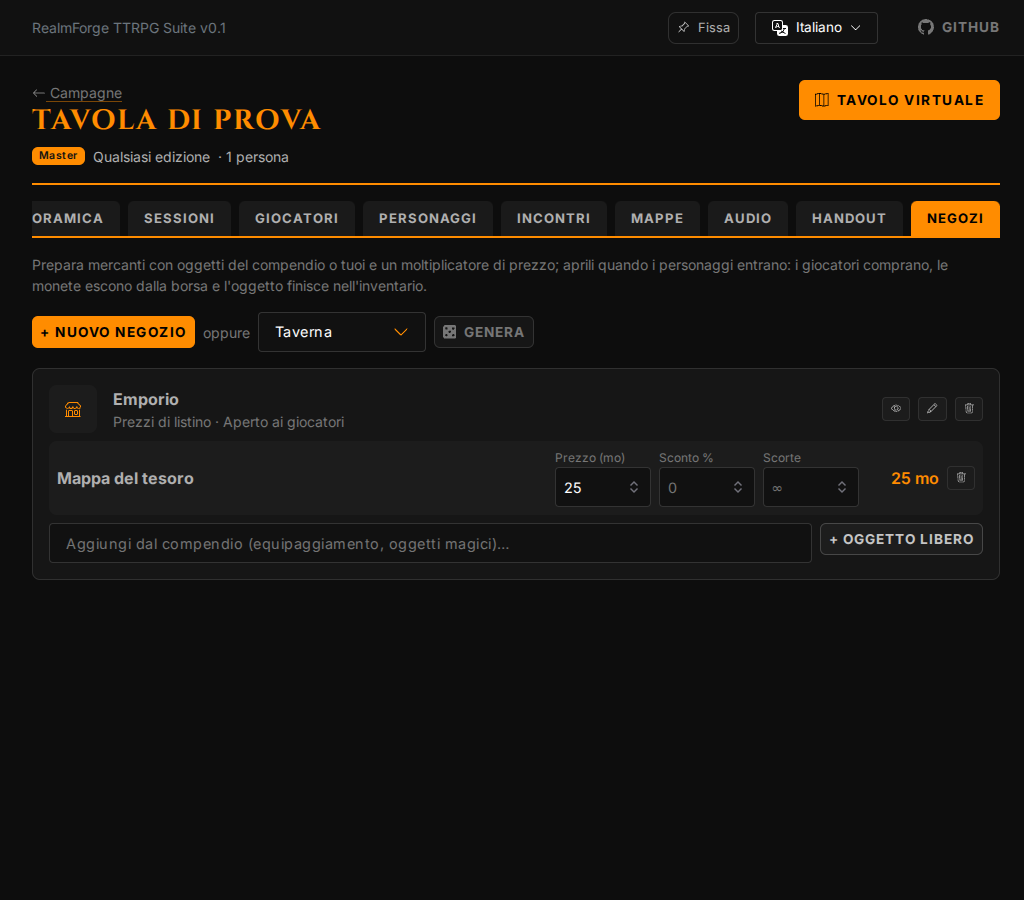 RealmForge TTRPG Suite v0.1
Fissa
Italiano
GITHUB
← Campagne
TAVOLA DI PROVA
TAVOLO VIRTUALE
Master
Qualsiasi edizione · 1 persona
ORAMICA
SESSIONI
GIOCATORI
PERSONAGGI
INCONTRI
MAPPE
AUDIO
HANDOUT
NEGOZI
Prepara mercanti con oggetti del compendio o tuoi e un moltiplicatore di prezzo; aprili quando i personaggi entrano: i giocatori comprano, le
monete escono dalla borsa e l'oggetto finisce nell'inventario.
+ NUOVO NEGOZIO
oppure
Taverna
GENERA
Emporio
Prezzi di listino · Aperto ai giocatori
Mappa del tesoro
Prezzo (mo)
Sconto %
Scorte
25
0
∞
25 mo
Aggiungi dal compendio (equipaggiamento, oggetti magici)...
+ OGGETTO LIBERO